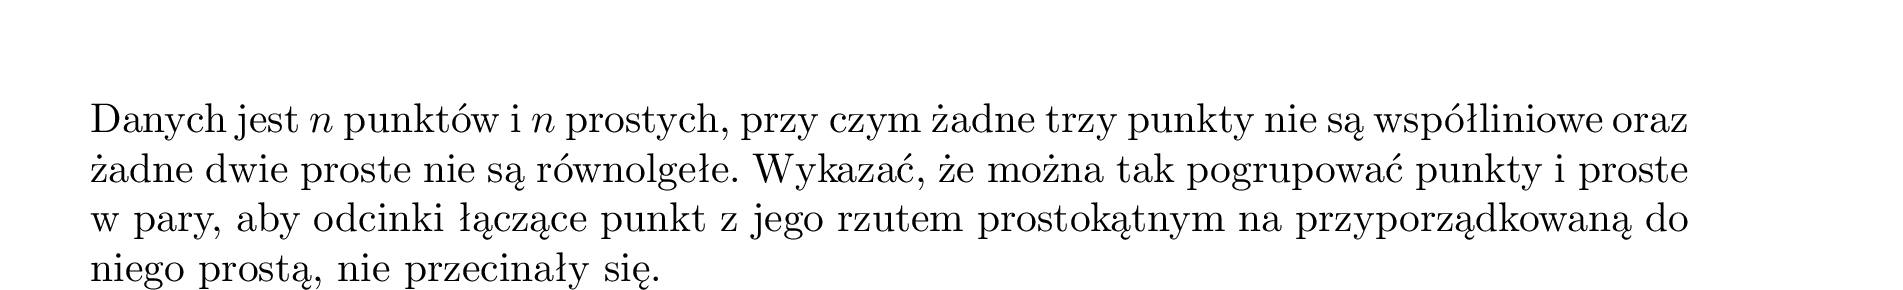 Danych jest n punktów i n prostych, przy czym żadne trzy punkty nie są współliniowe oraz
żadne dwie proste nie są równolgełe. Wykazać, że można tak pogrupować punkty i proste
w pary, aby odcinki łączące punkt z jego rzutem prostokątnym na przyporządkowaną do
niego prostą, nie przecinały się.